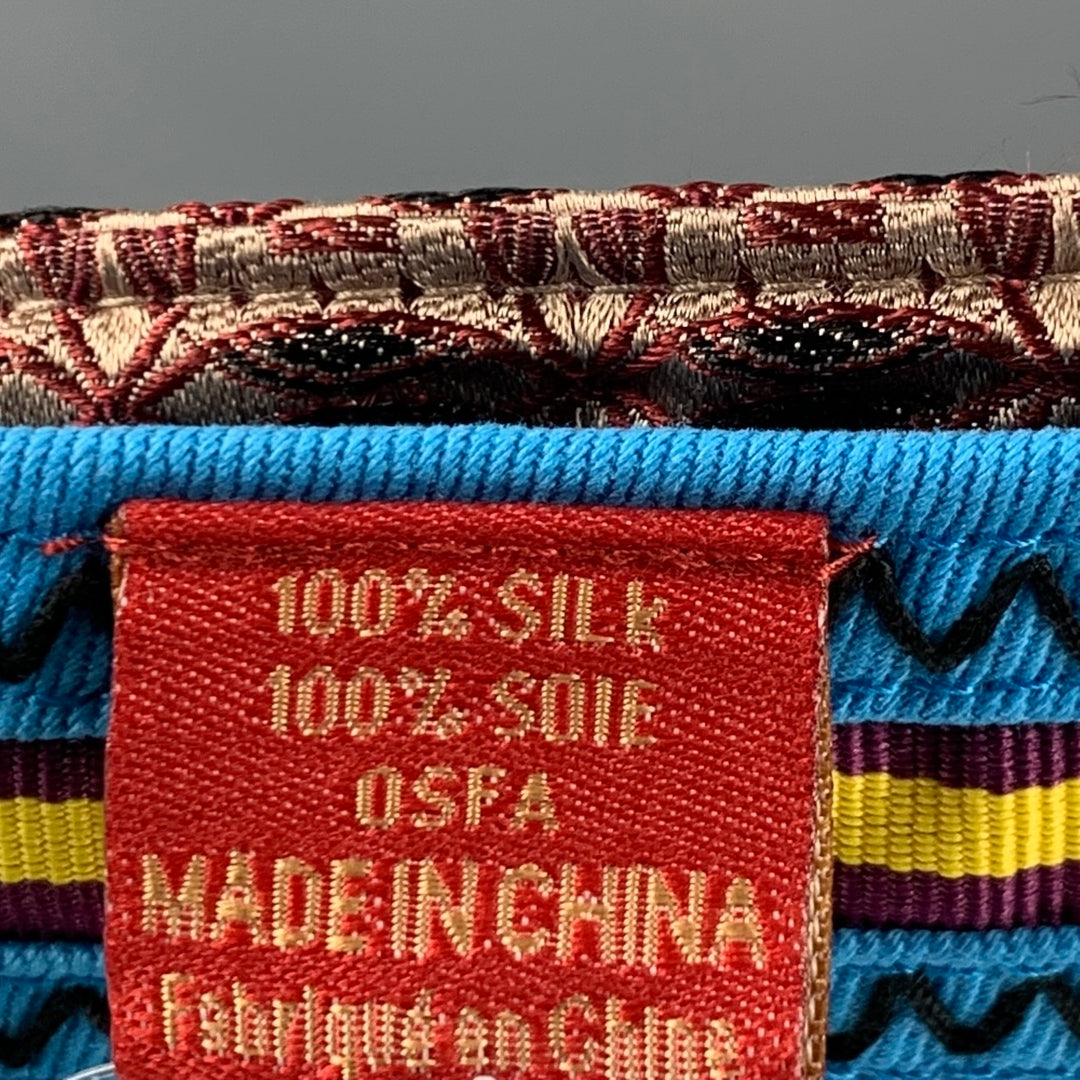 100% SILK
100% SOIE
OSFA
MADE IN CHINA
Fabriqué en Chine